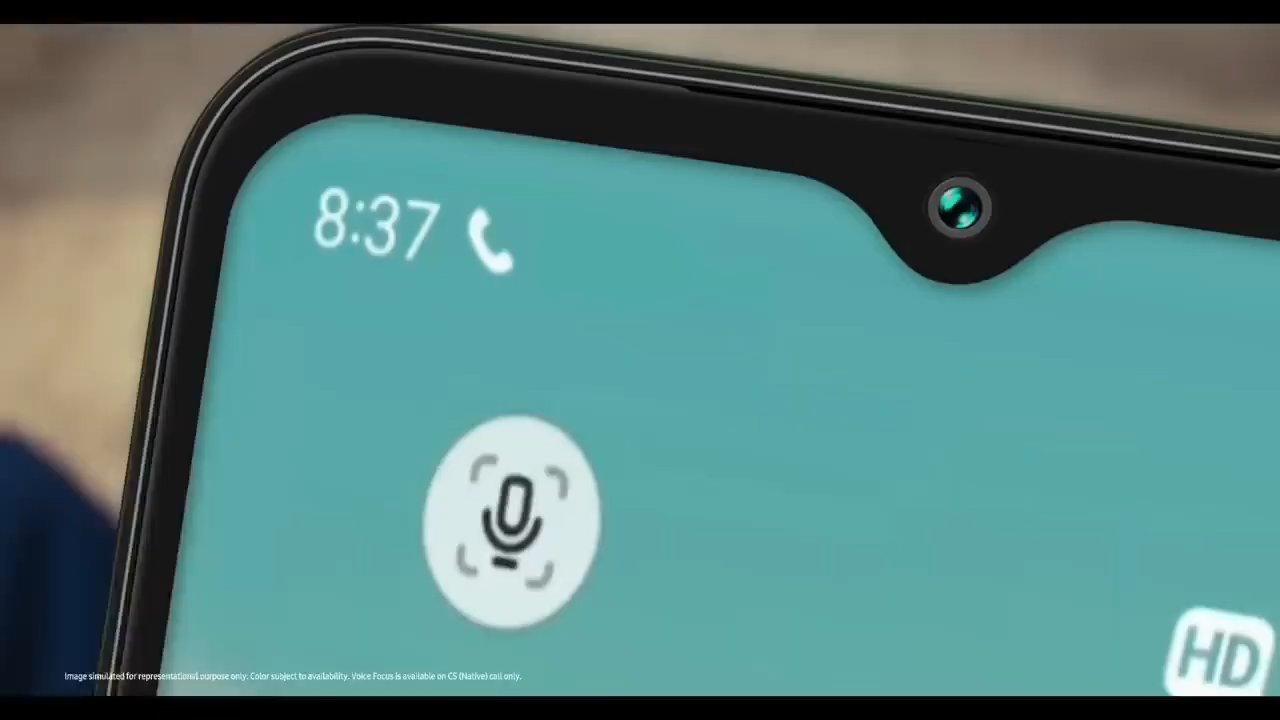 8:37
HD
Image simulated for representational purpose only. Color subject to availability. Voice Focus is available on CS (Native) call only.